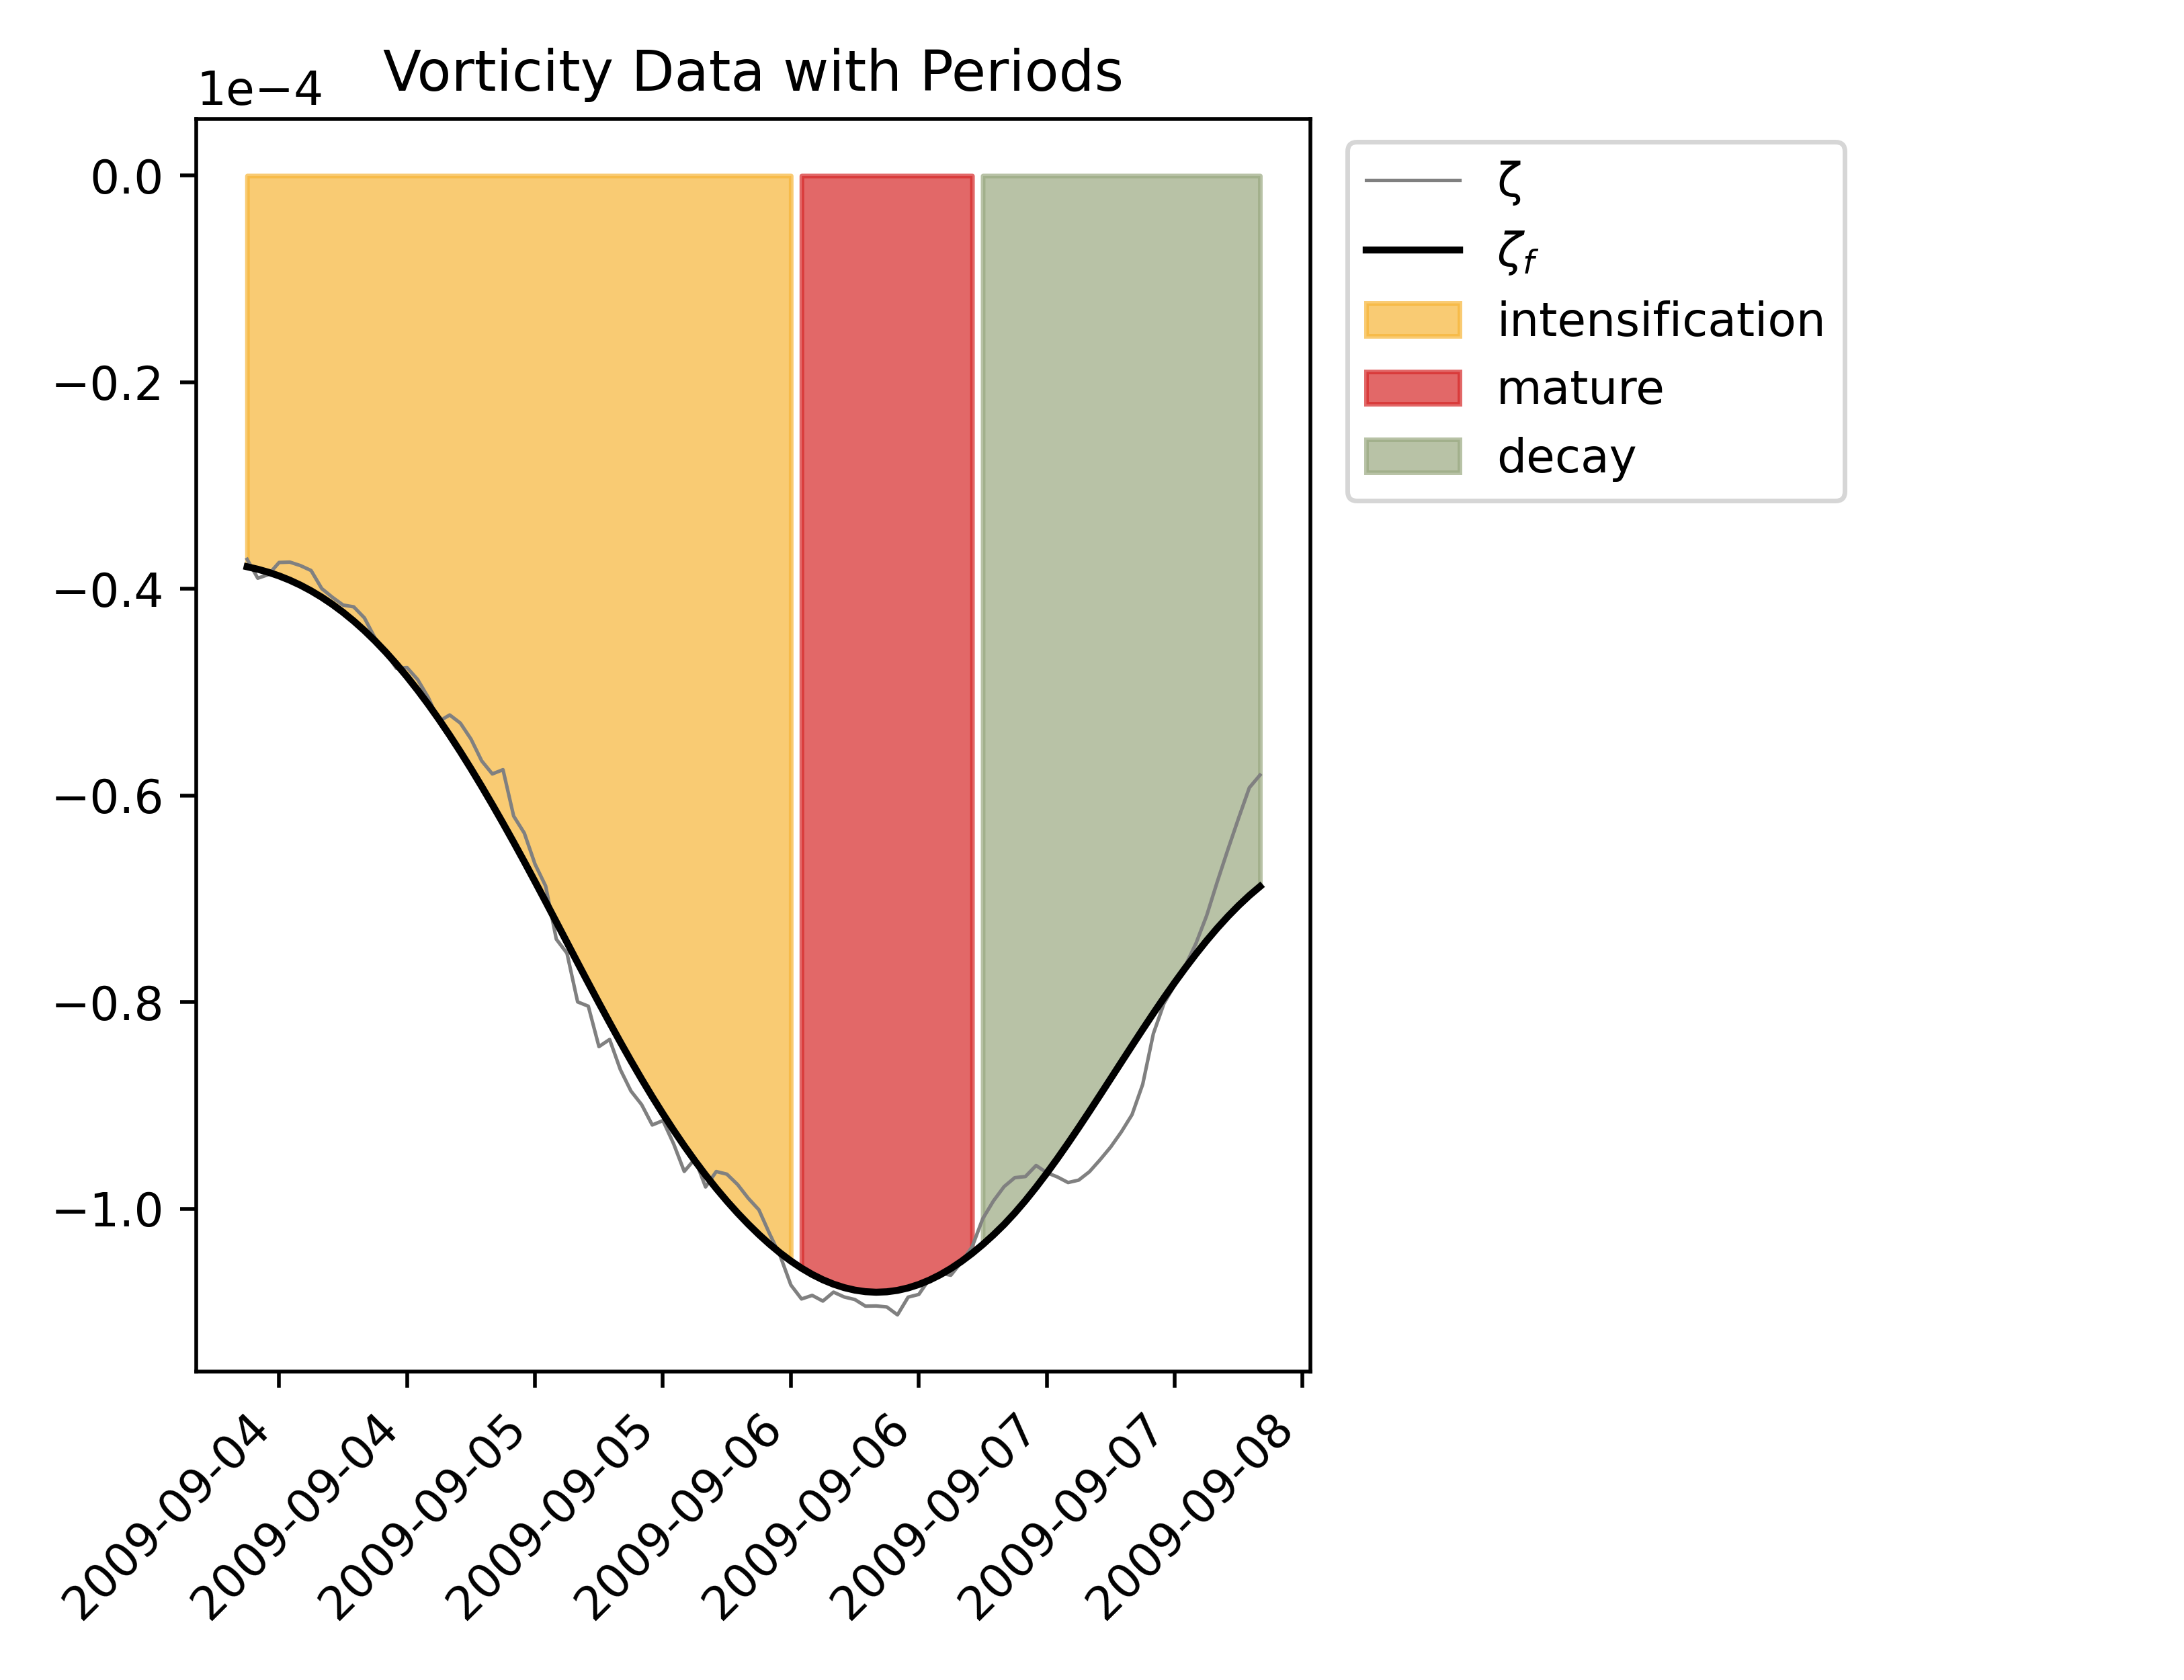 Vorticity Data with Periods
1e−4
0.0
−0.2
−0.4
−0.6
−0.8
−1.0
2009-09-04
2009-09-04
2009-09-05
2009-09-05
2009-09-06
2009-09-06
2009-09-07
2009-09-07
2009-09-08
ζ
ζf
intensification
mature
decay